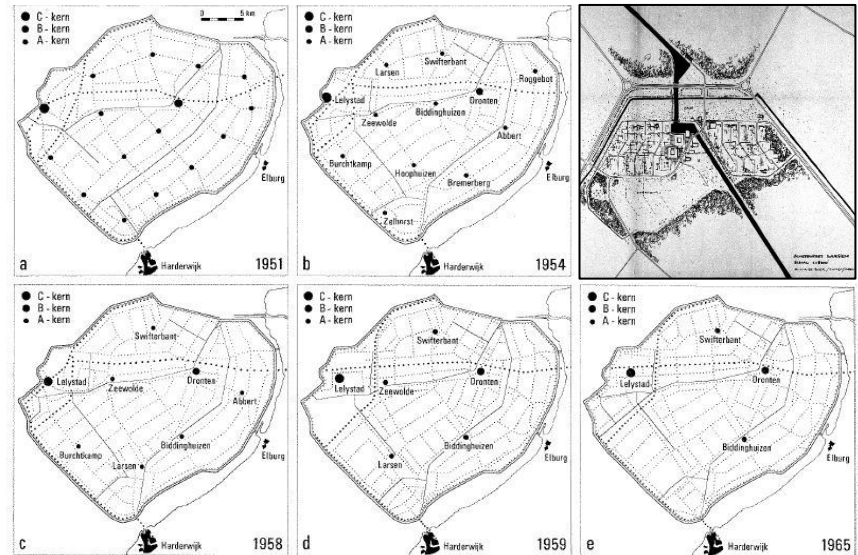 C - kern
B - kern
A - kern
0 5 km
Elburg
Harderwijk
a
1951
C - kern
B - kern
A - kern
Swifterbant
Larsen
Roggebot
Lelystad
Dronten
Biddinghuizen
Zeewolde
Abbert
Burchtkamp
Hoophuizen
Bremerberg
Elburg
Zelhorst
Harderwijk
b
1954
LARSEN
C - kern
B - kern
A - kern
Swifterbant
Lelystad
Zeewolde
Dronten
Abbert
Burchtkamp
Biddinghuizen
Larsen
Elburg
Harderwijk
c
1958
C - kern
B - kern
A - kern
Swifterbant
Lelystad
Zeewolde
Dronten
Biddinghuizen
Larsen
Elburg
Harderwijk
d
1959
C - kern
B - kern
A - kern
Swifterbant
Lelystad
Dronten
Biddinghuizen
Elburg
Harderwijk
e
1965